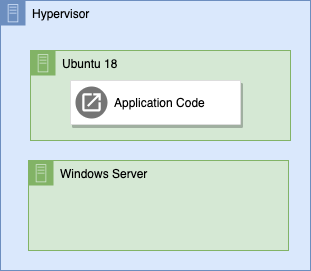 Hypervisor
Ubuntu 18
Application Code
Windows Server